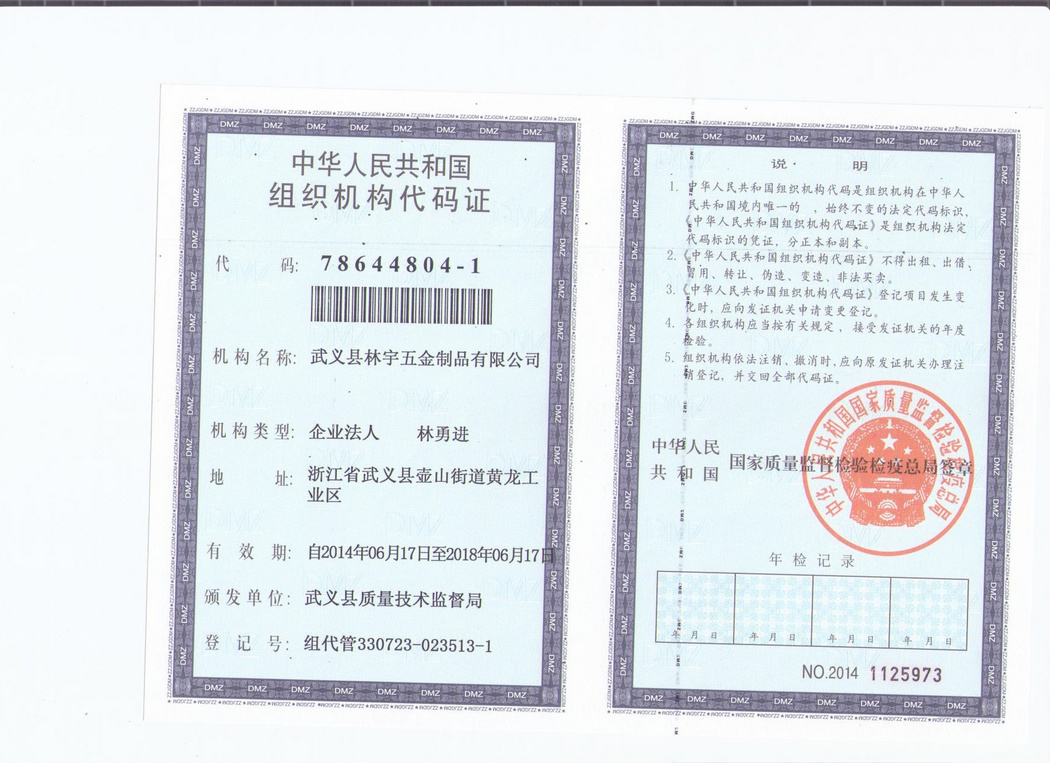 中华人民共和国
组织机构代码证
代 码: 78644804-1
机构名称: 武义县林宇五金制品有限公司
机构类型: 企业法人 林勇进
地 址: 浙江省武义县壶山街道黄龙工
业区
有 效 期: 自2014年06月17日至2018年06月17日
颁发单位: 武义县质量技术监督局
登 记 号: 组代管330723-023513-1
说 明
1. 中华人民共和国组织机构代码是组织机构在中华人
民共和国境内唯一的 ,始终不变的法定代码标识,
《中华人民共和国组织机构代码证》是组织机构法定
代码标识的凭证,分正本和副本。
2.《中华人民共和国组织机构代码证》不得出租、出借、
冒用、转让、伪造、变造、非法买卖。
3.《中华人民共和国组织机构代码证》登记项目发生变
化时,应向发证机关申请变更登记。
4. 各组织机构应当按有关规定,接受发证机关的年度
检验。
5. 组织机构依法注销、撤消时,应向原发证机关办理注
销登记,并交回全部代码证。
中华人民
共和国 国家质量监督检验检疫总局签章
中华人民共和国国家质量监督检验检疫总局
年检记录
年 月 日 年 月 日 年 月 日 年 月 日
NO.2014 1125973